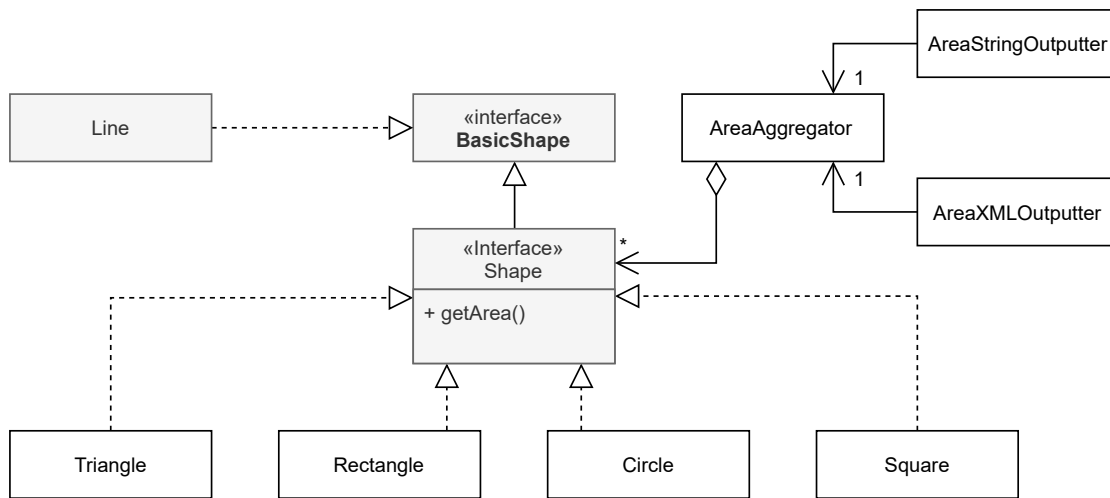 AreaStringOutputter
1
Line
«interface»
BasicShape
AreaAggregator
1
AreaXMLOutputter
«Interface»
Shape
*
+ getArea()
Triangle
Rectangle
Circle
Square